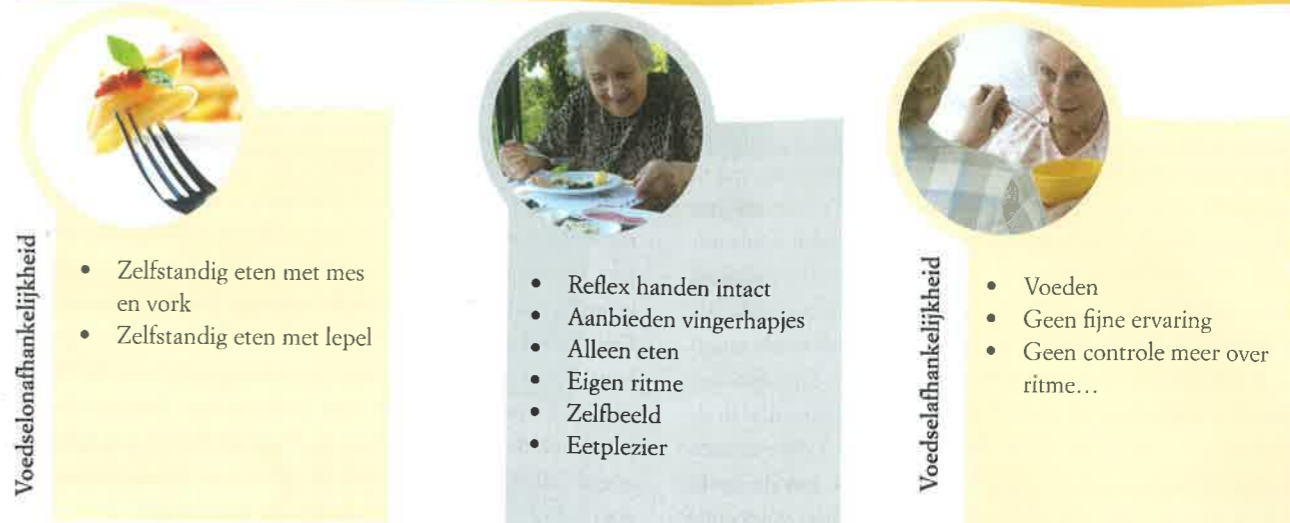 Voedselonafhankelijkheid
• Zelfstandig eten met mes
en vork
• Zelfstandig eten met lepel
• Reflex handen intact
• Aanbieden vingerhapjes
• Alleen eten
• Eigen ritme
• Zelfbeeld
• Eetplezier
Voedselafhankelijkheid
• Voeden
• Geen fijne ervaring
• Geen controle meer over
ritme…